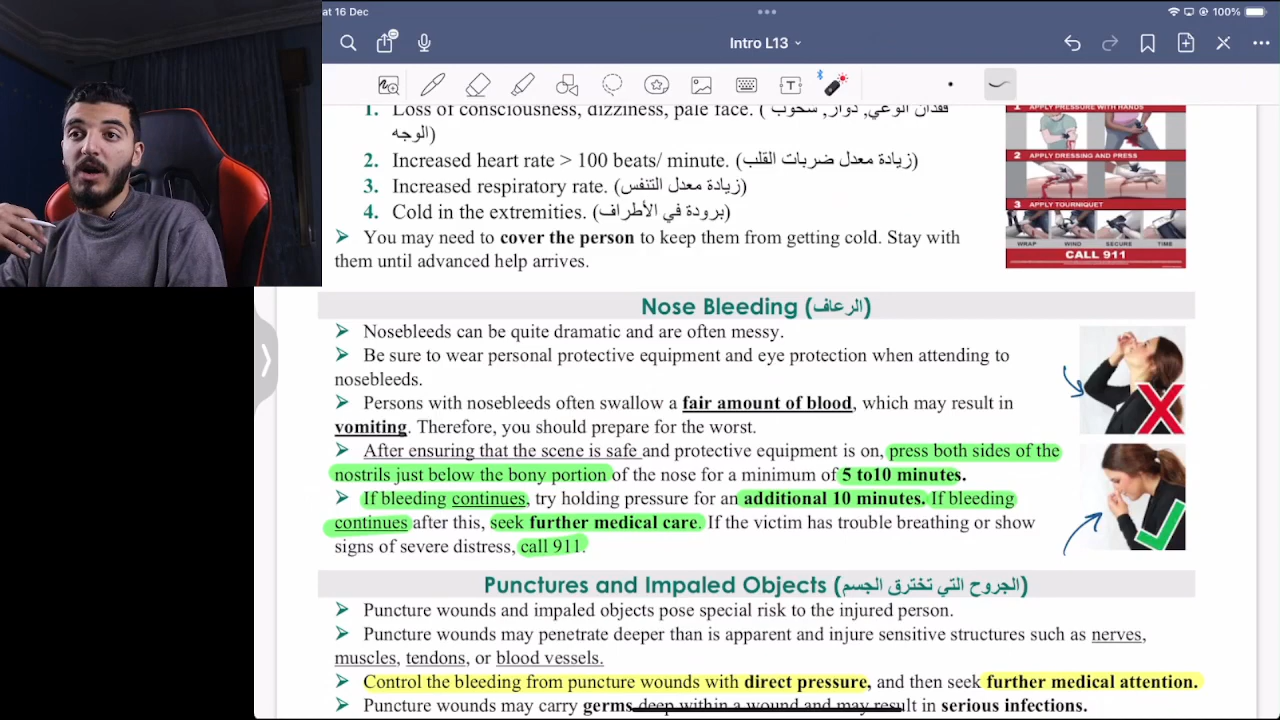 at 16 Dec
100%
Intro L13
1. Loss of consciousness, dizziness, pale face. (فقدان الوعي, دوار, شحوب
الوجه)
2. Increased heart rate > 100 beats/ minute. (زيادة معدل ضربات القلب)
3. Increased respiratory rate. (زيادة معدل التنفس)
4. Cold in the extremities. (برودة في الأطراف)
➢ You may need to cover the person to keep them from getting cold. Stay with
them until advanced help arrives.
1 APPLY PRESSURE WITH HANDS
2 APPLY DRESSING AND PRESS
3 APPLY TOURNIQUET
WRAP WIND SECURE TIME
CALL 911
Nose Bleeding (الرعاف)
➢ Nosebleeds can be quite dramatic and are often messy.
➢ Be sure to wear personal protective equipment and eye protection when attending to
nosebleeds.
➢ Persons with nosebleeds often swallow a fair amount of blood, which may result in
vomiting. Therefore, you should prepare for the worst.
➢ After ensuring that the scene is safe and protective equipment is on, press both sides of the
nostrils just below the bony portion of the nose for a minimum of 5 to10 minutes.
➢ If bleeding continues, try holding pressure for an additional 10 minutes. If bleeding
continues after this, seek further medical care. If the victim has trouble breathing or show
signs of severe distress, call 911.
Punctures and Impaled Objects (الجروح التي تخترق الجسم)
➢ Puncture wounds and impaled objects pose special risk to the injured person.
➢ Puncture wounds may penetrate deeper than is apparent and injure sensitive structures such as nerves,
muscles, tendons, or blood vessels.
➢ Control the bleeding from puncture wounds with direct pressure, and then seek further medical attention.
➢ Puncture wounds may carry germs deep within a wound and may result in serious infections.